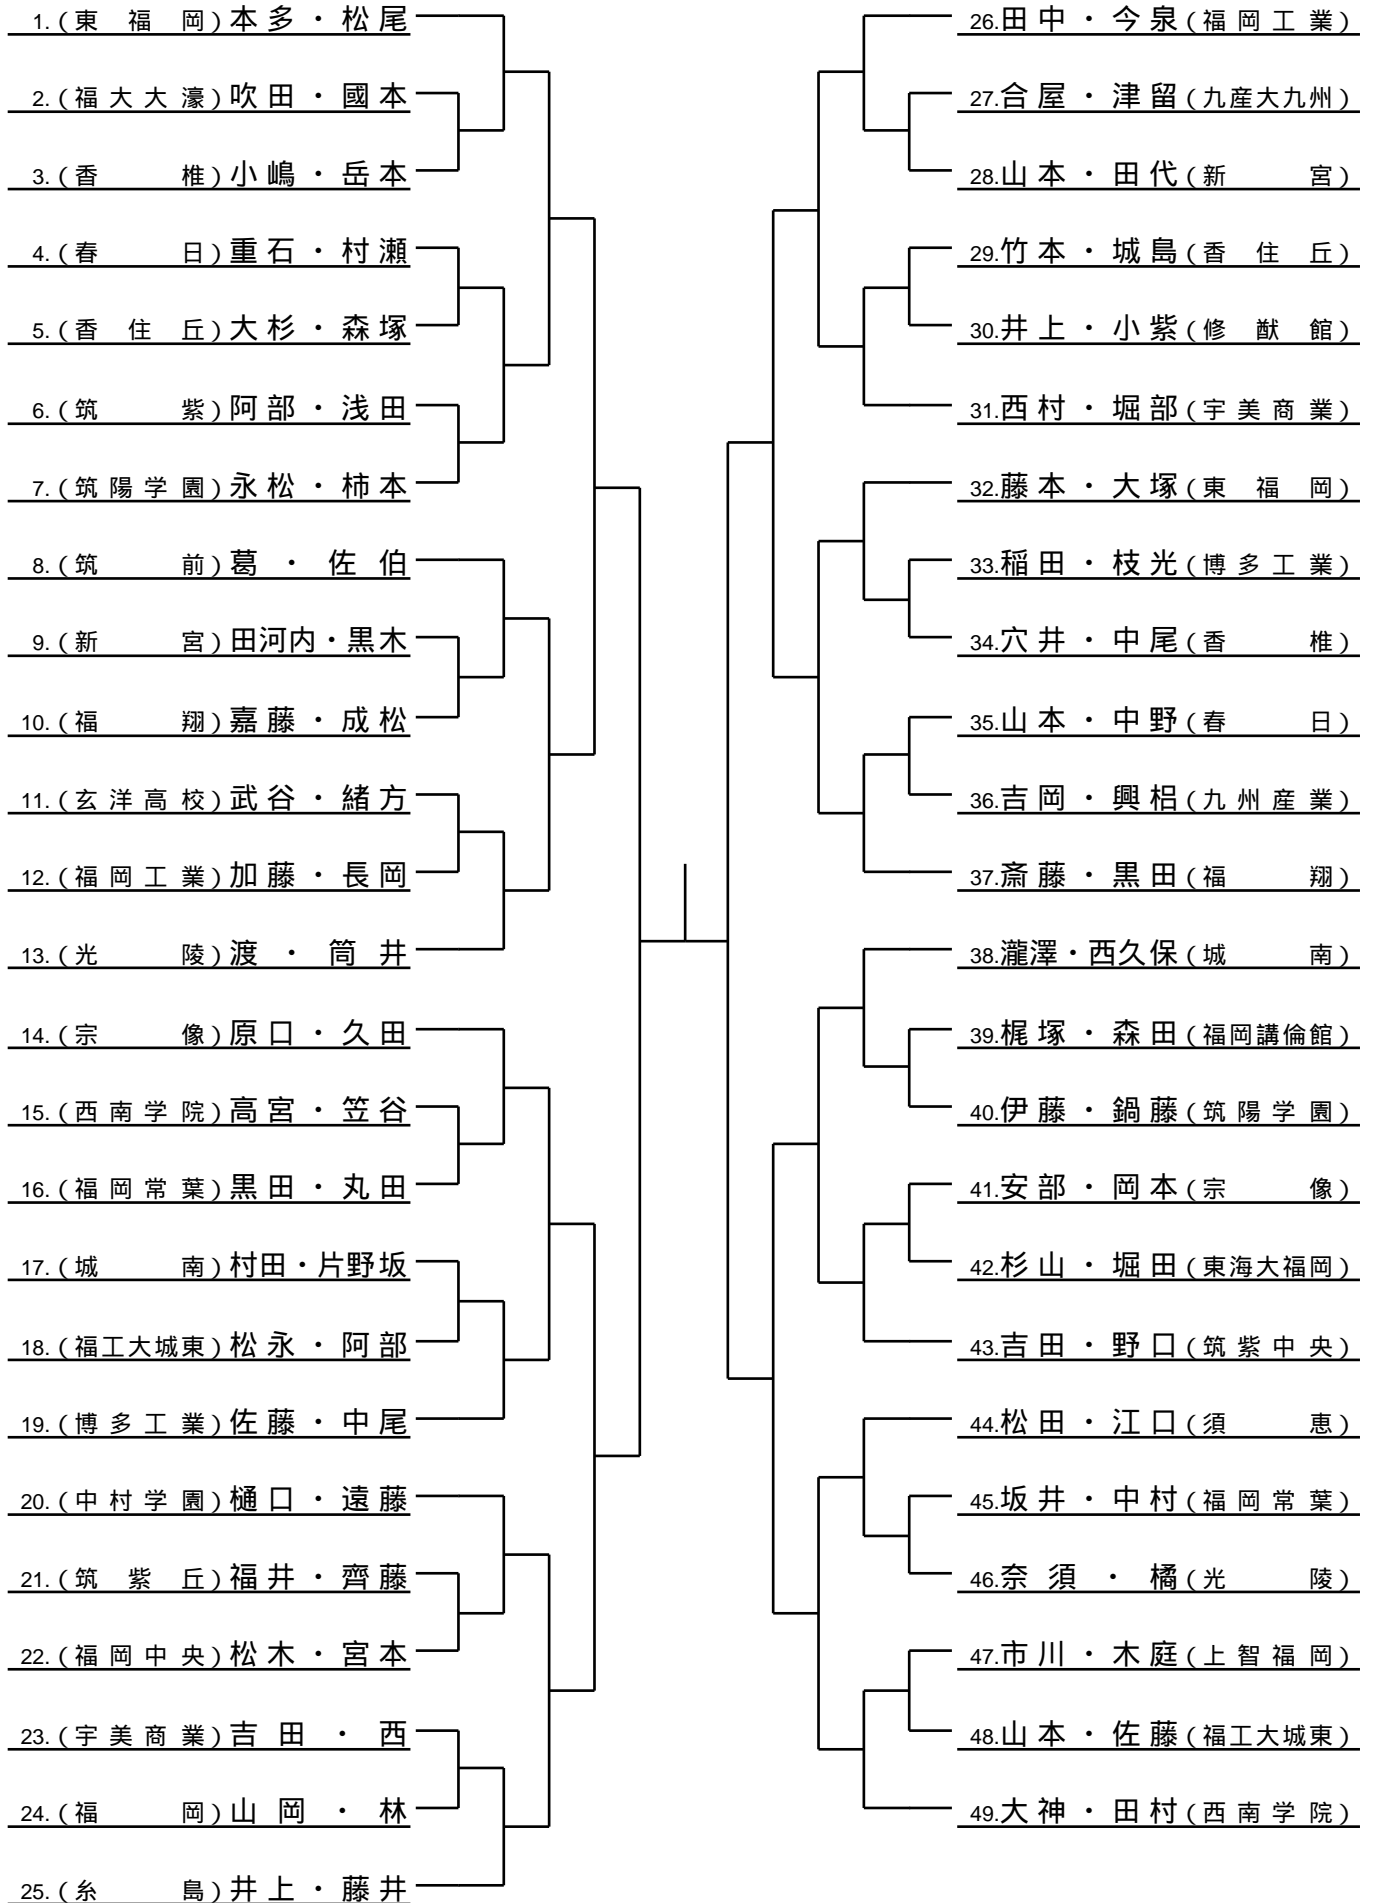 1.(東福岡)本多・松尾
2.(福大大濠)吹田・國本
3.(香椎)小嶋・岳本
4.(春日)重石・村瀬
5.(香住丘)大杉・森塚
6.(筑紫)阿部・浅田
7.(筑陽学園)永松・柿本
8.(筑前)葛・佐伯
9.(新宮)田河内・黒木
10.(福翔)嘉藤・成松
11.(玄洋高校)武谷・緒方
12.(福岡工業)加藤・長岡
13.(光陵)渡・筒井
14.(宗像)原口・久田
15.(西南学院)高宮・笠谷
16.(福岡常葉)黒田・丸田
17.(城南)村田・片野坂
18.(福工大城東)松永・阿部
19.(博多工業)佐藤・中尾
20.(中村学園)樋口・遠藤
21.(筑紫丘)福井・齊藤
22.(福岡中央)松木・宮本
23.(宇美商業)吉田・西
24.(福岡)山岡・林
25.(糸島)井上・藤井
26.田中・今泉(福岡工業)
27.合屋・津留(九産大九州)
28.山本・田代(新宮)
29.竹本・城島(香住丘)
30.井上・小紫(修猷館)
31.西村・堀部(宇美商業)
32.藤本・大塚(東福岡)
33.稲田・枝光(博多工業)
34.穴井・中尾(香椎)
35.山本・中野(春日)
36.吉岡・興梠(九州産業)
37.斎藤・黒田(福翔)
38.瀧澤・西久保(城南)
39.梶塚・森田(福岡講倫館)
40.伊藤・鍋藤(筑陽学園)
41.安部・岡本(宗像)
42.杉山・堀田(東海大福岡)
43.吉田・野口(筑紫中央)
44.松田・江口(須恵)
45.坂井・中村(福岡常葉)
46.奈須・橘(光陵)
47.市川・木庭(上智福岡)
48.山本・佐藤(福工大城東)
49.大神・田村(西南学院)